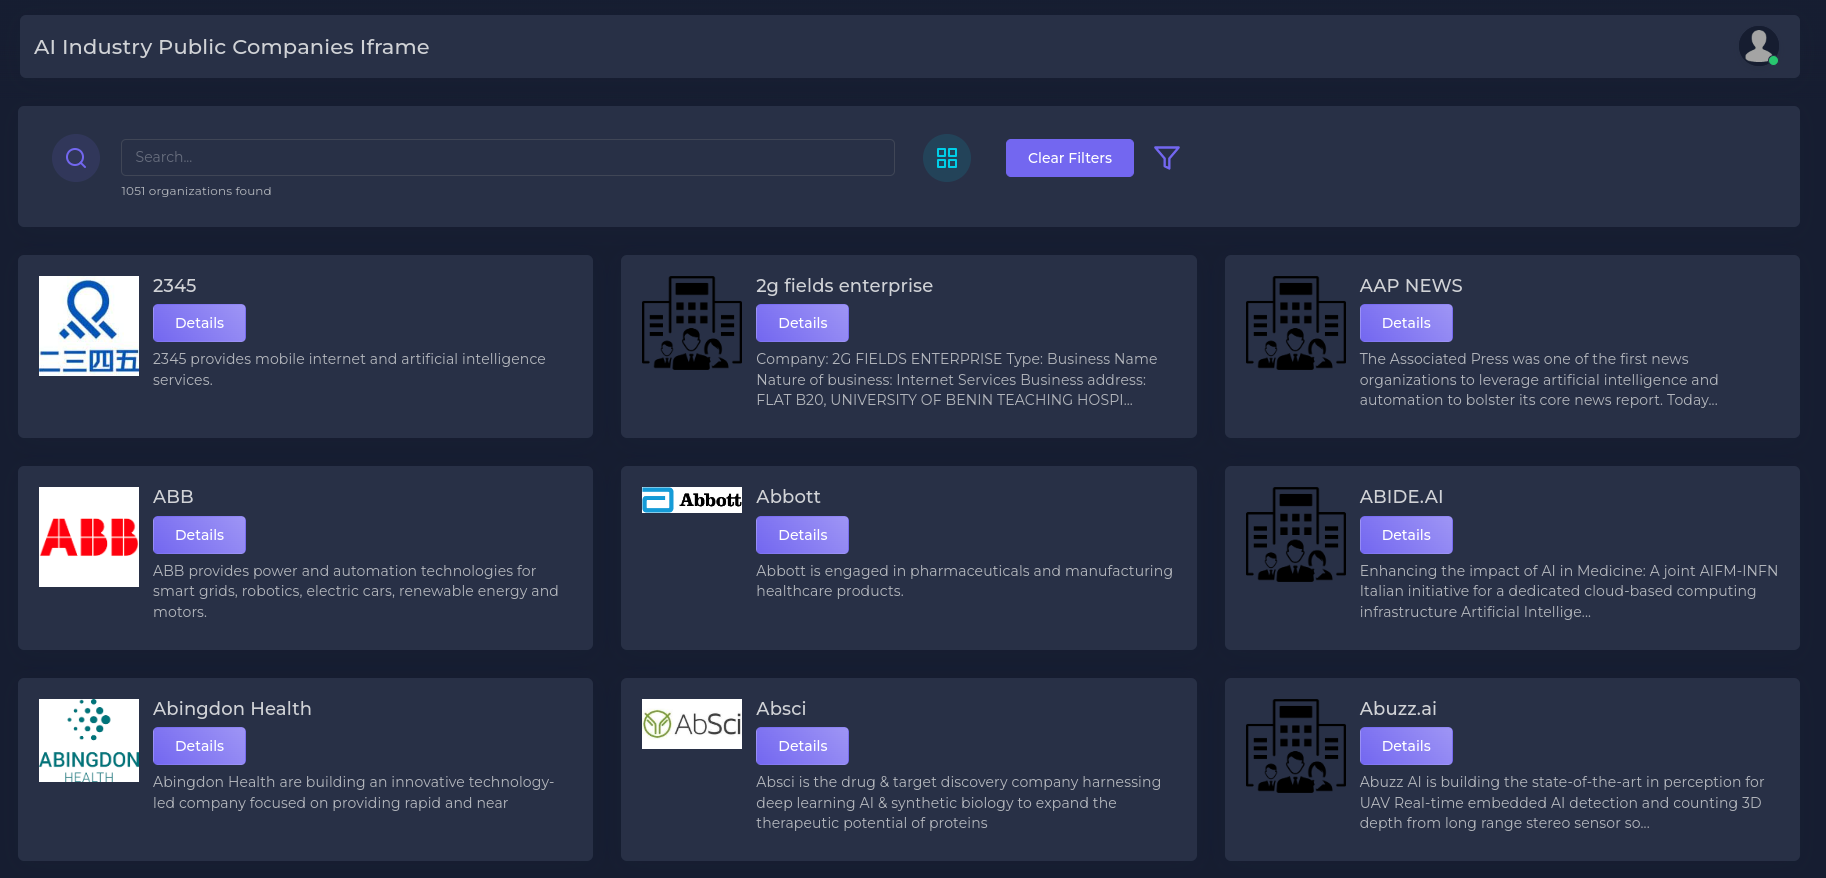 AI Industry Public Companies Iframe
Search...
Clear Filters
1051 organizations found
二三四五
2345
Details
2345 provides mobile internet and artificial intelligence
services.
2g fields enterprise
Details
Company: 2G FIELDS ENTERPRISE Type: Business Name
Nature of business: Internet Services Business address:
FLAT B20, UNIVERSITY OF BENIN TEACHING HOSPI...
AAP NEWS
Details
The Associated Press was one of the first news
organizations to leverage artificial intelligence and
automation to bolster its core news report. Today...
ABB
ABB
Details
ABB provides power and automation technologies for
smart grids, robotics, electric cars, renewable energy and
motors.
Abbott
Abbott
Details
Abbott is engaged in pharmaceuticals and manufacturing
healthcare products.
ABIDE.AI
Details
Enhancing the impact of AI in Medicine: A joint AIFM-INFN
Italian initiative for a dedicated cloud-based computing
infrastructure Artificial Intellige...
ABINGDON
HEALTH
Abingdon Health
Details
Abingdon Health are building an innovative technology-
led company focused on providing rapid and near
AbSci
Absci
Details
Absci is the drug & target discovery company harnessing
deep learning AI & synthetic biology to expand the
therapeutic potential of proteins
Abuzz.ai
Details
Abuzz AI is building the state-of-the-art in perception for
UAV Real-time embedded AI detection and counting 3D
depth from long range stereo sensor so...